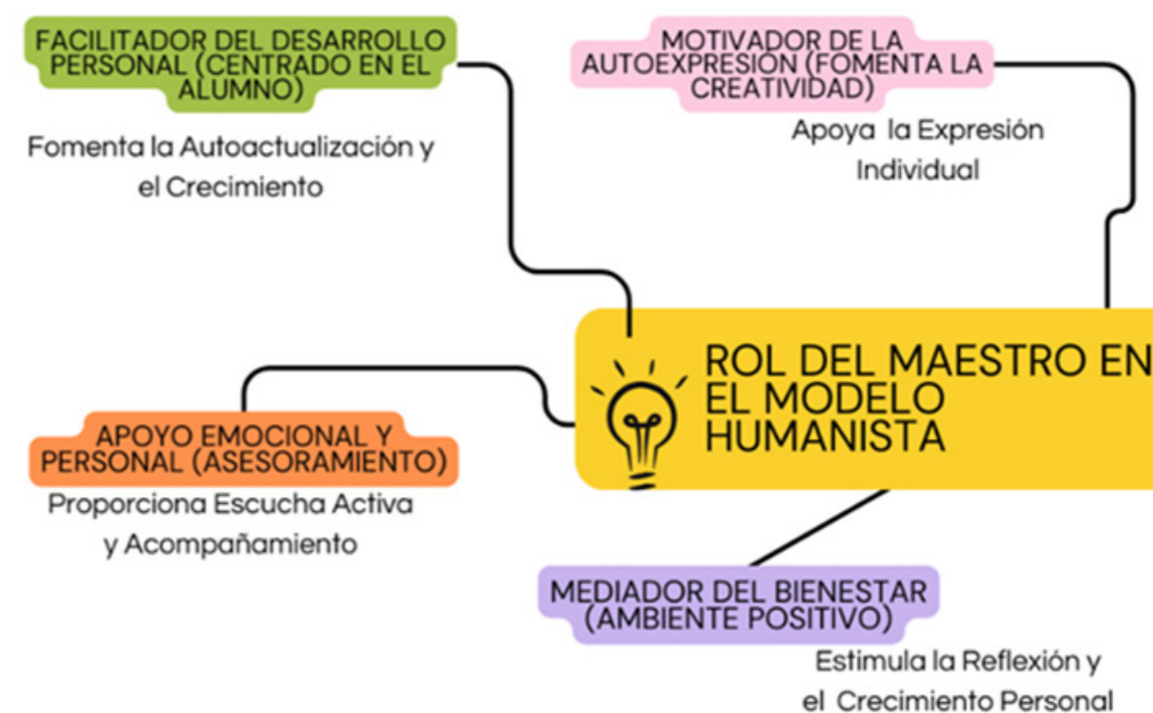 FACILITADOR DEL DESARROLLO
PERSONAL (CENTRADO EN EL
ALUMNO)
Fomenta la Autoactualización y
el Crecimiento
MOTIVADOR DE LA
AUTOEXPRESIÓN (FOMENTA LA
CREATIVIDAD)
Apoya la Expresión
Individual
ROL DEL MAESTRO EN
EL MODELO
HUMANISTA
APOYO EMOCIONAL Y
PERSONAL (ASESORAMIENTO)
Proporciona Escucha Activa
y Acompañamiento
MEDIADOR DEL BIENESTAR
(AMBIENTE POSITIVO)
Estimula la Reflexión y
el Crecimiento Personal